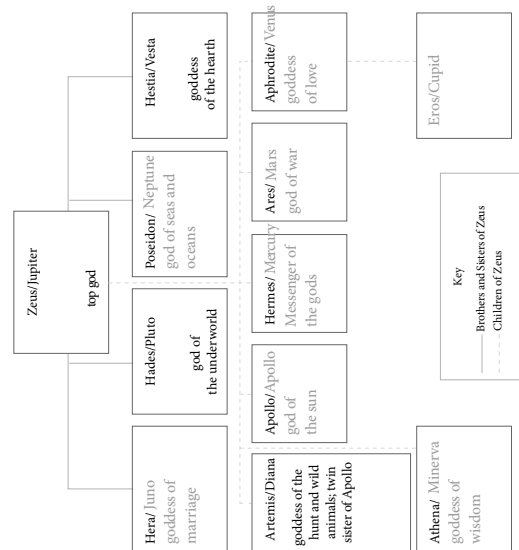 Zeus/Jupiter
top god
Hera/ Juno
goddess of
marriage
Hades/Pluto
god of
the underworld
Poseidon/ Neptune
god of seas and
oceans
Hestia/Vesta
goddess
of the hearth
Artemis/Diana
goddess of the
hunt and wild
animals; twin
sister of Apollo
Apollo/Apollo
god of
the sun
Hermes/ Mercury
Messenger of
the gods
Ares/ Mars
god of war
Aphrodite/ Venus
goddess
of love
Athena/ Minerva
goddess of
wisdom
Key
Brothers and Sisters of Zeus
Children of Zeus
Eros/Cupid